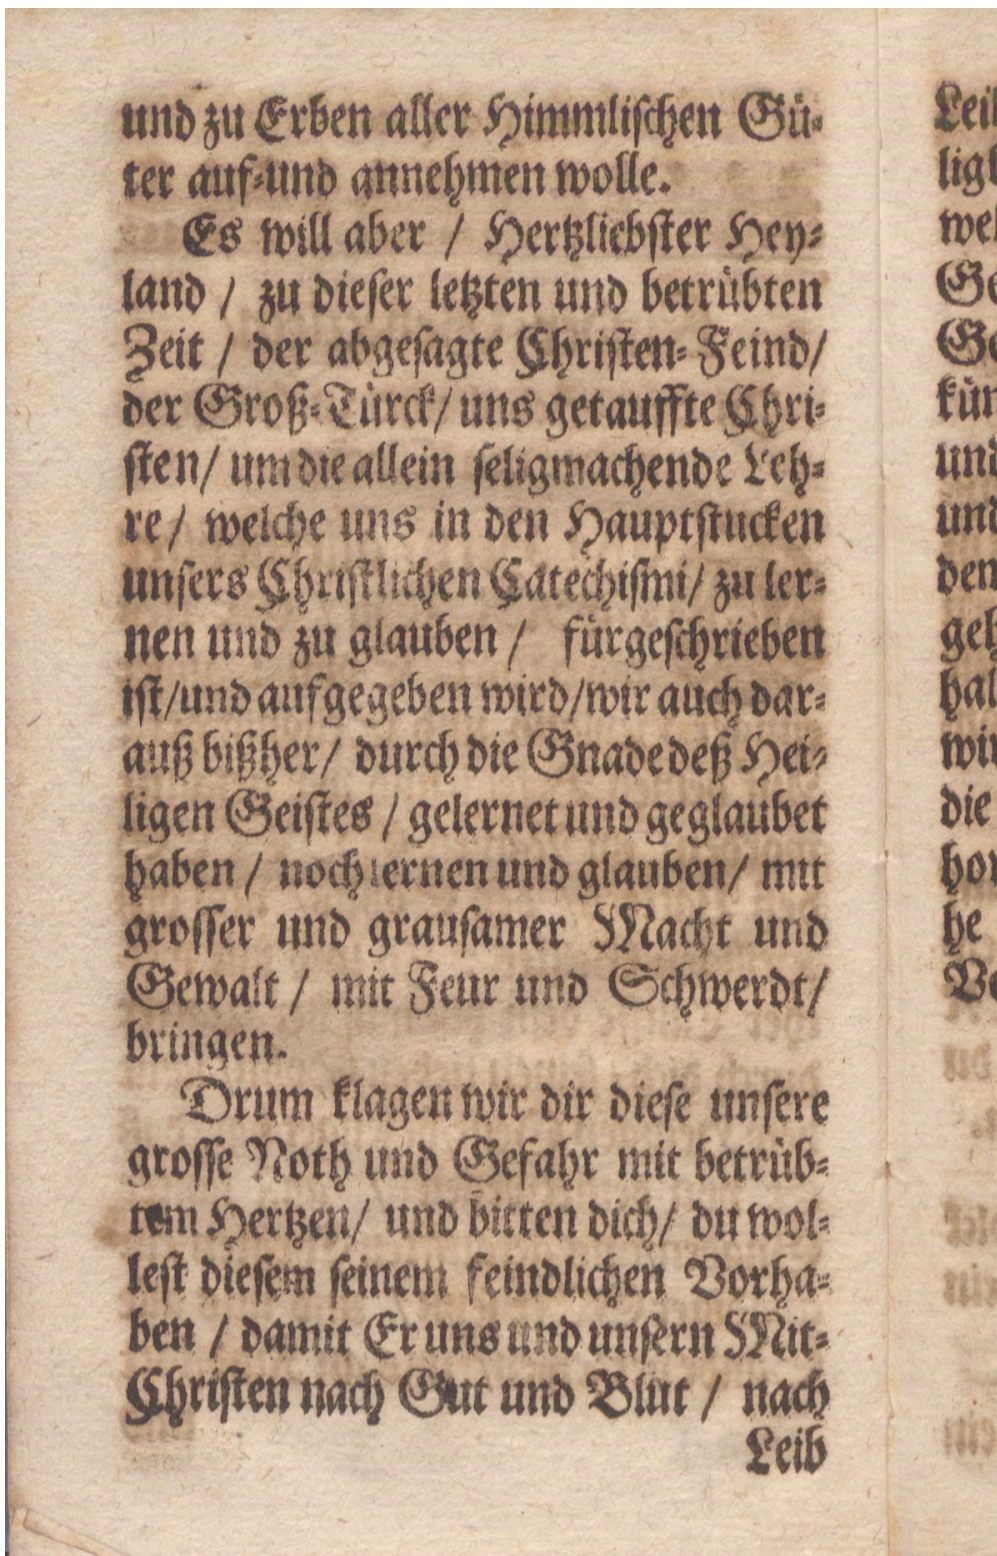 und zu Erben aller Himmlischen Gü-
ter auf-und annehmen wolle.
Es will aber / Hertzliebster Hey-
land / zu dieser letzten und betrübten
Zeit / der abgesagte Christen-Feind/
der Groß-Türck/ uns getauffte Chri-
sten/ um die allein seligmachende Leh-
re/ welche uns in den Hauptstucken
unsers Christlichen Catechismi/ zu ler-
nen und zu glauben / fürgeschrieben
ist/und aufgegeben wird/wir auch dar-
auß bißher/ durch die Gnade deß Hei-
ligen Geistes / gelernet und geglaubet
haben / noch lernen und glauben/ mit
grosser und grausamer Macht und
Gewalt / mit Feur und Schwerdt/
bringen.
Drum klagen wir dir diese unsere
grosse Noth und Gefahr mit betrüb-
tem Hertzen/ und bitten dich/ du wol-
lest diesem seinem feindlichen Vorha-
ben / damit Er uns und unsern Mit-
Christen nach Gut und Blut / nach
Leib